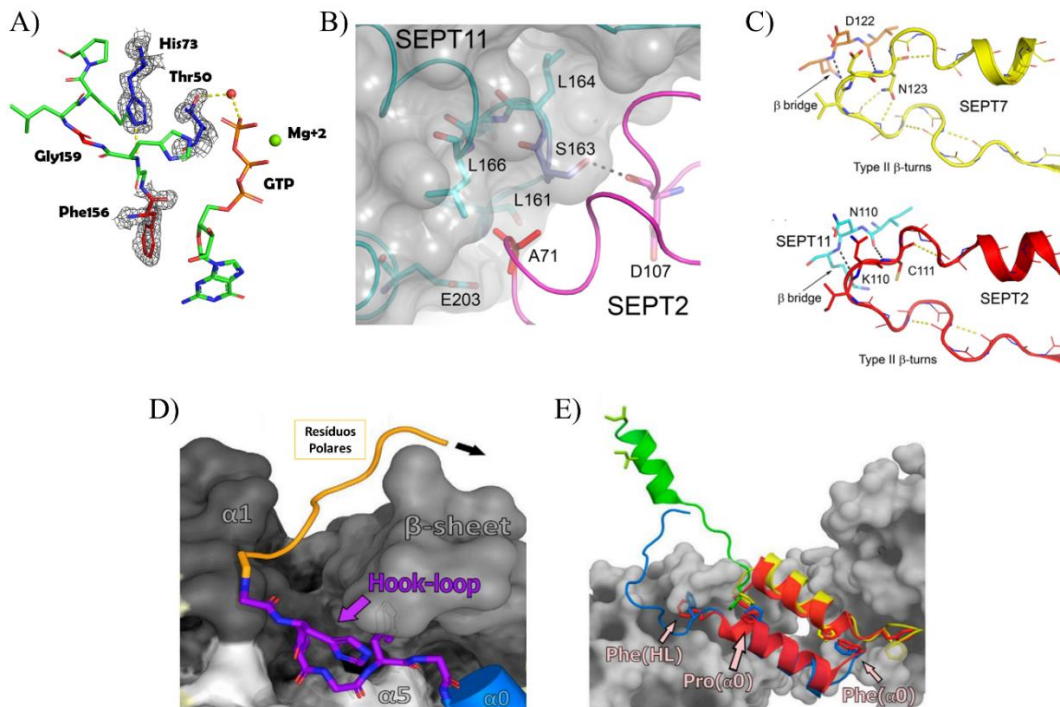 A)
His73
Thr50
Mg+2
Gly159
GTP
Phe156
B)
SEPT11
L164
S163
L166
L161
A71
D107
E203
SEPT2
C)
D122
β bridge
N123
SEPT7
Type II β-turns
N110
SEPT11
K110
C111
β bridge
SEPT2
Type II β-turns
D)
Resíduos
Polares
α1
β-sheet
Hook-loop
α5
α0
E)
Phe(HL)
Pro(α0)
Phe(α0)